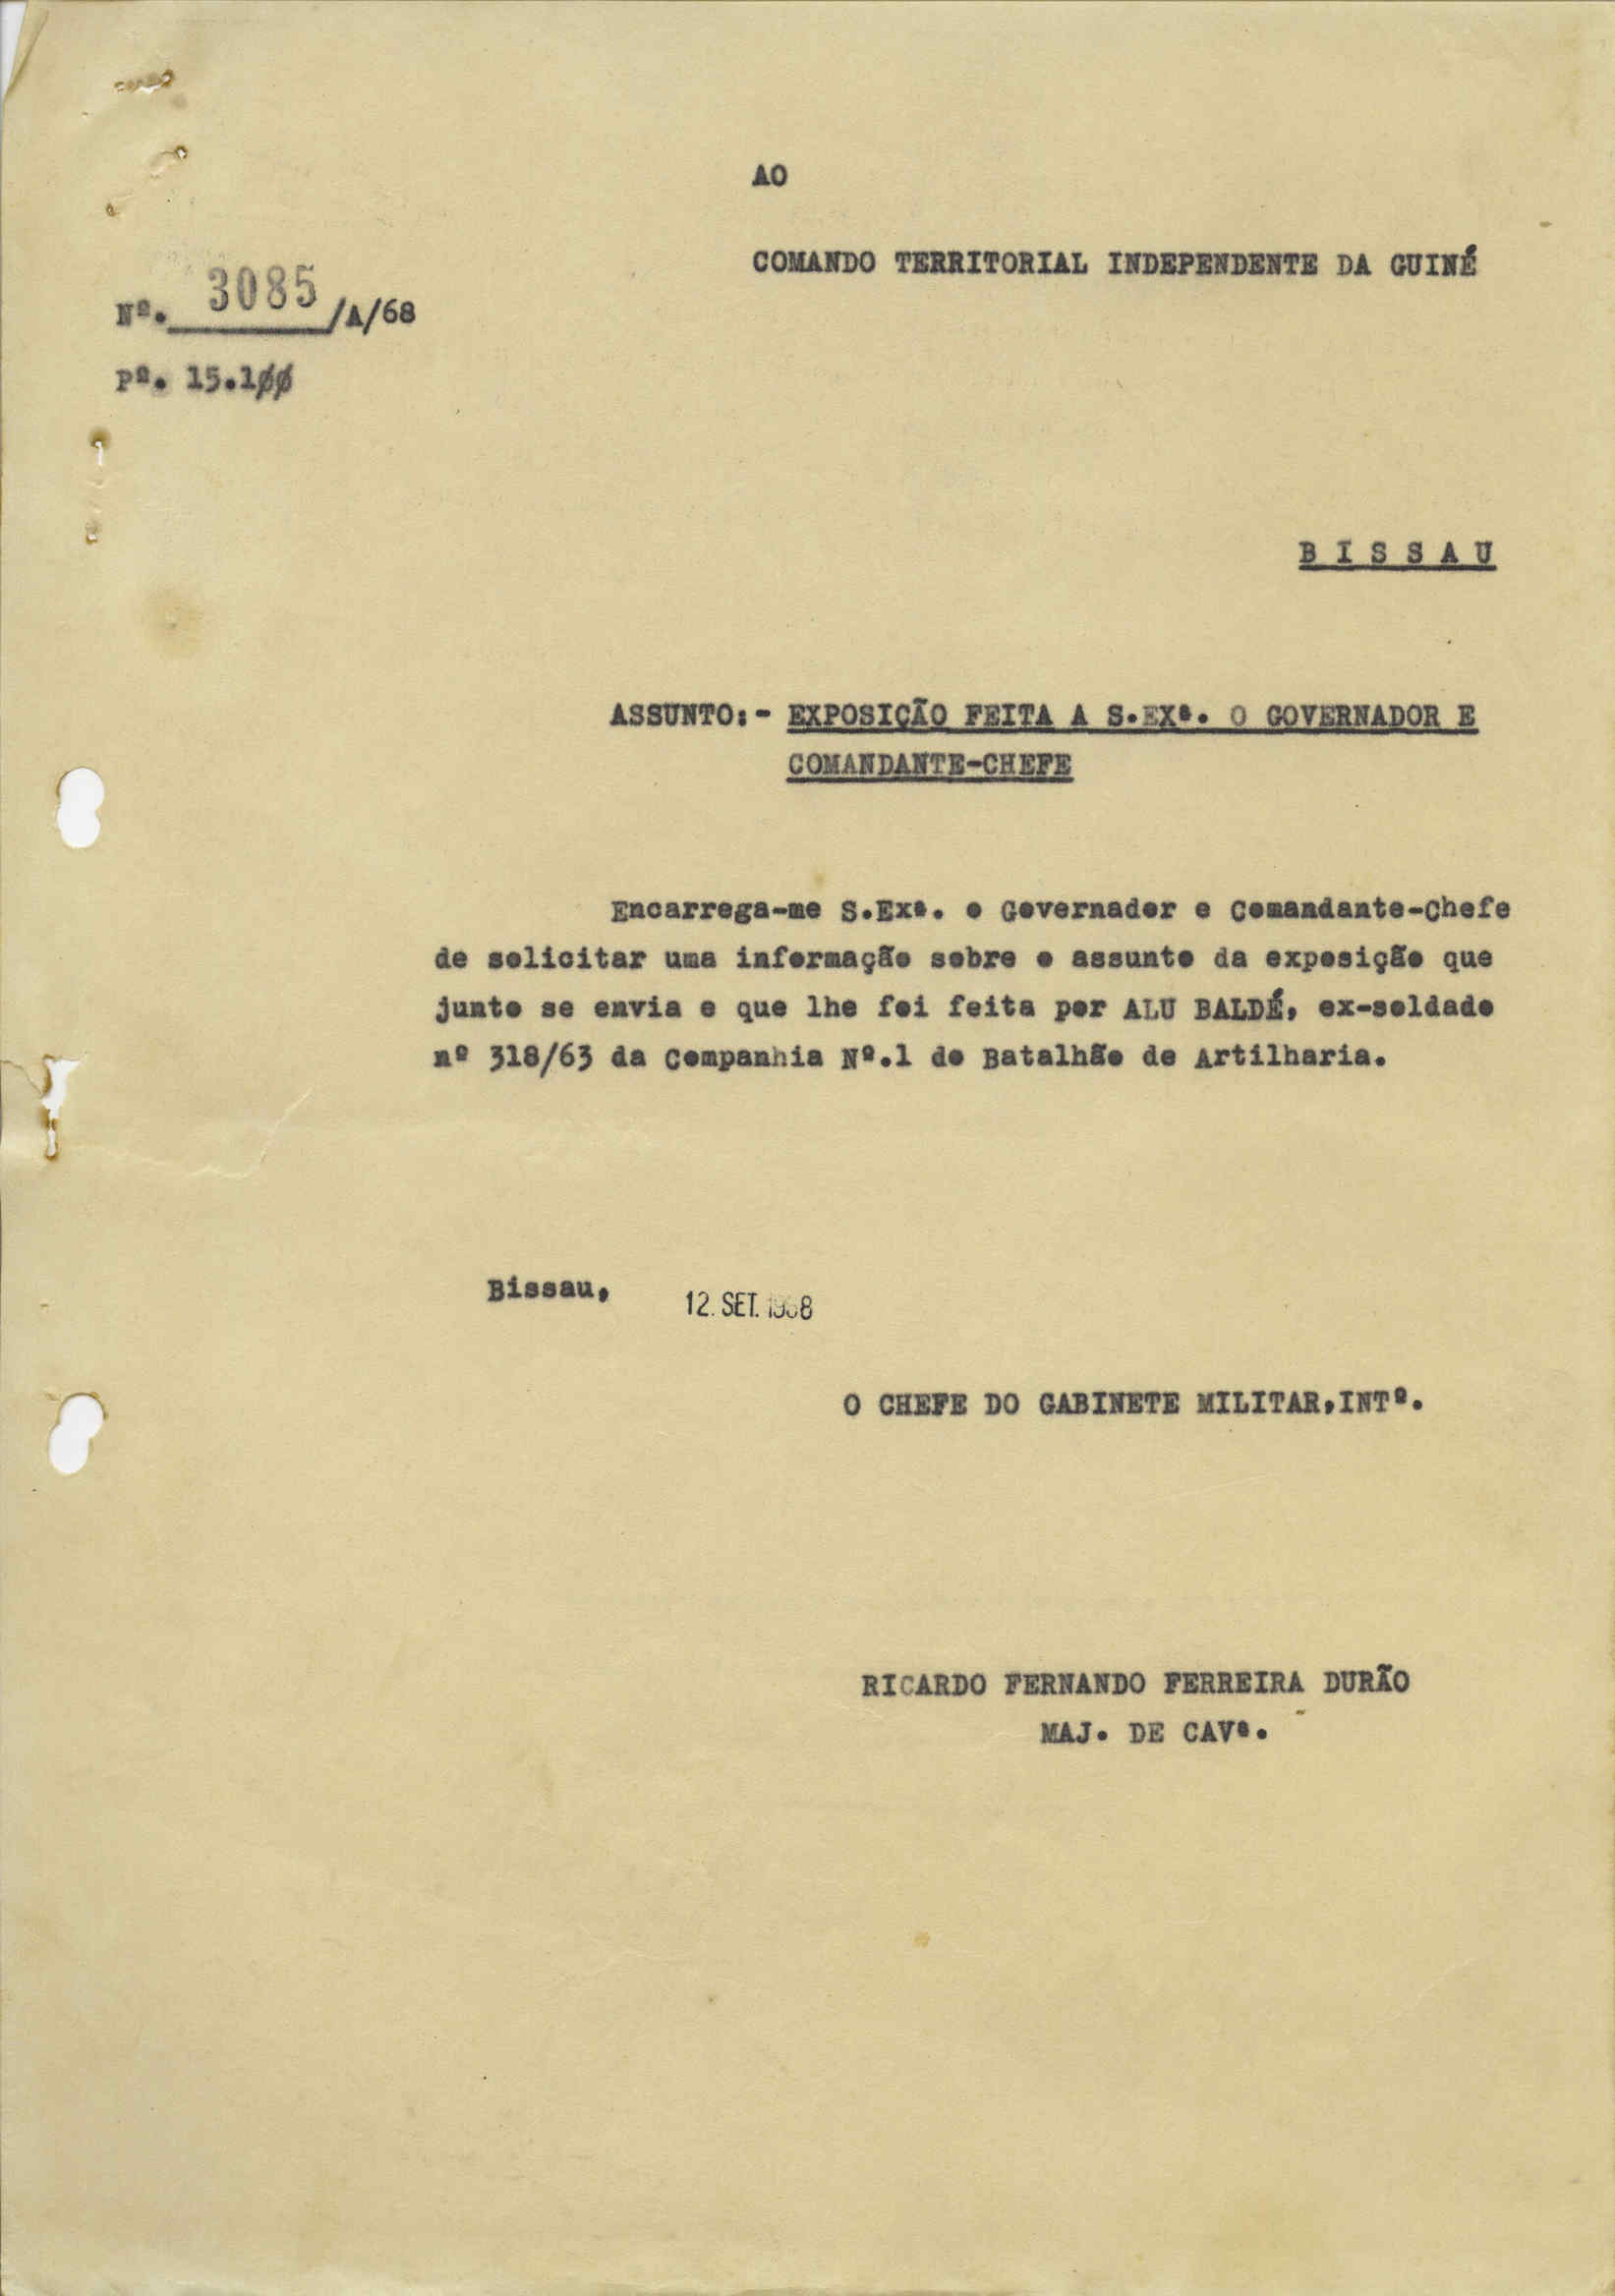 AO
COMANDO TERRITORIAL INDEPENDENTE DA GUINÉ
Nº. 3085 /A/68
Pº. 15.100
BISSAU
ASSUNTO:- EXPOSIÇÃO FEITA A S.EXª. O GOVERNADOR E
COMANDANTE-CHEFE
Encarrega-me S.Exª. o Governador e Comandante-Chefe
de solicitar uma informação sobre o assunto da exposição que
junto se envia e que lhe foi feita por ALU BALDÉ, ex-soldado
nº 318/63 da Companhia Nº.1 do Batalhão de Artilharia.
Bissau,
12. SET. 1968
O CHEFE DO GABINETE MILITAR,INTº.
RICARDO FERNANDO FERREIRA DURÃO
MAJ. DE CAVª.